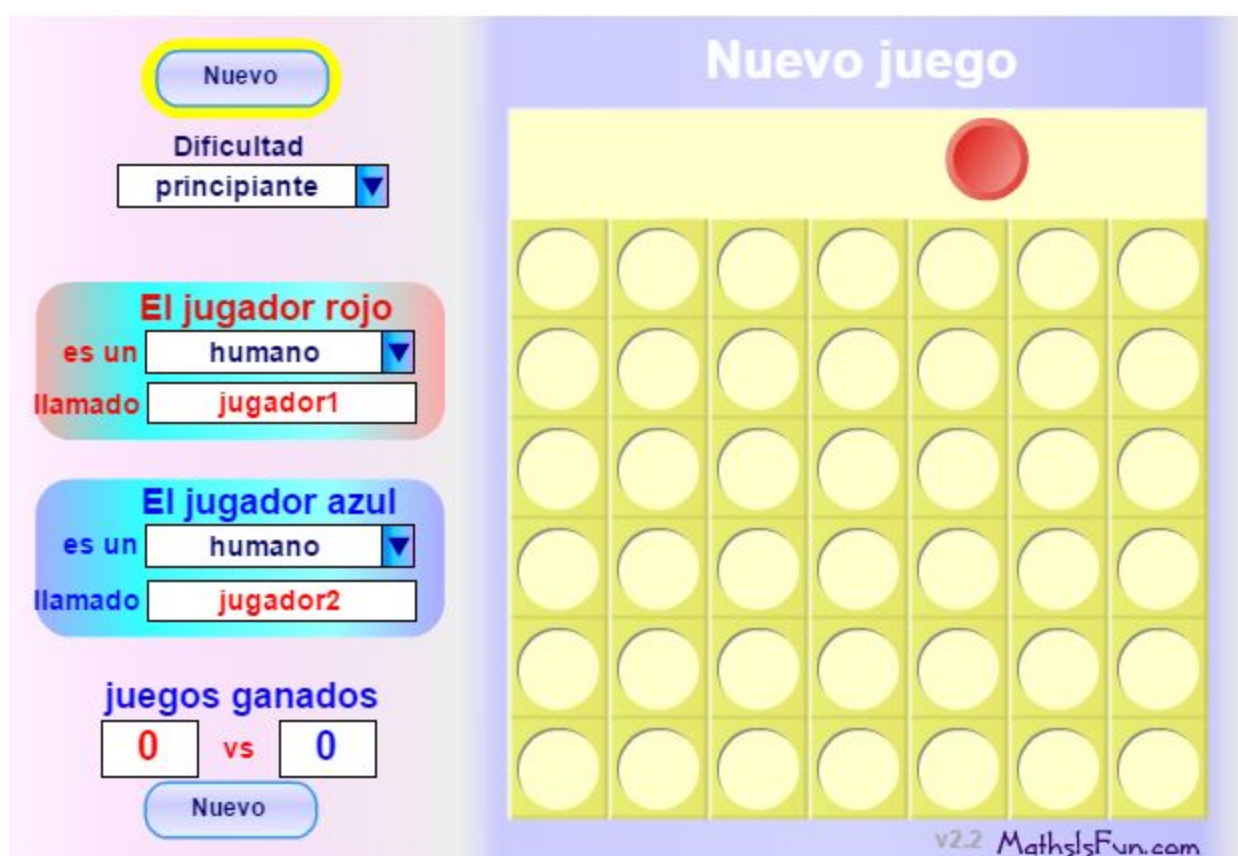 Nuevo
Dificultad
principiante
El jugador rojo
es un humano
llamado jugador1
El jugador azul
es un humano
llamado jugador2
juegos ganados
0 vs 0
Nuevo
Nuevo juego
v2.2 MathsIsFun.com